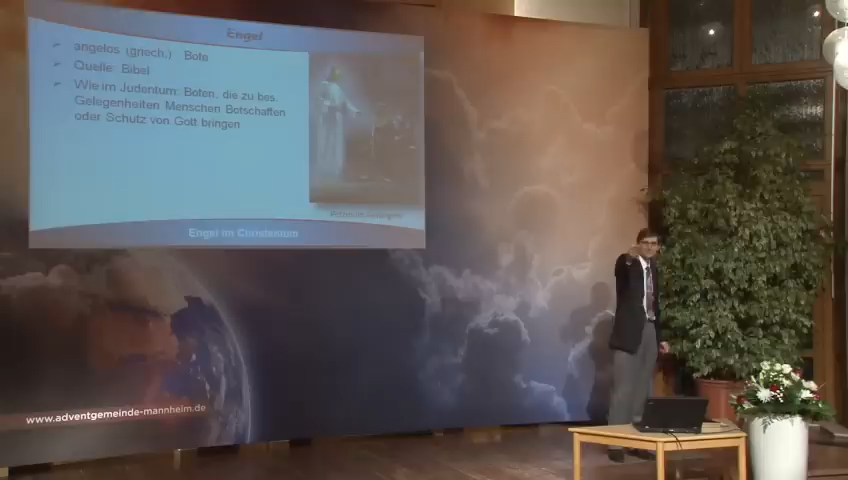 Engel
angelos (griech.) Bote
Quelle: Bibel
Wie im Judentum: Boten, die zu bes.
Gelegenheiten Menschen Botschaften
oder Schutz von Gott bringen
Engel im Christentum
www.adventgemeinde-mannheim.de